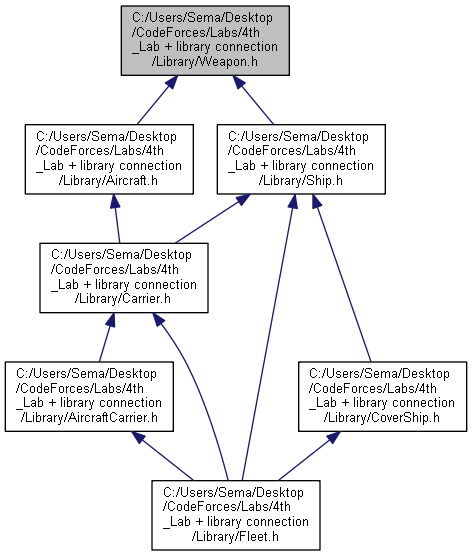 C:/Users/Sema/Desktop
/CodeForces/Labs/4th
_Lab + library connection
/Library/Weapon.h
C:/Users/Sema/Desktop
/CodeForces/Labs/4th
_Lab + library connection
/Library/Aircraft.h
C:/Users/Sema/Desktop
/CodeForces/Labs/4th
_Lab + library connection
/Library/Ship.h
C:/Users/Sema/Desktop
/CodeForces/Labs/4th
_Lab + library connection
/Library/Carrier.h
C:/Users/Sema/Desktop
/CodeForces/Labs/4th
_Lab + library connection
/Library/AircraftCarrier.h
C:/Users/Sema/Desktop
/CodeForces/Labs/4th
_Lab + library connection
/Library/CoverShip.h
C:/Users/Sema/Desktop
/CodeForces/Labs/4th
_Lab + library connection
/Library/Fleet.h